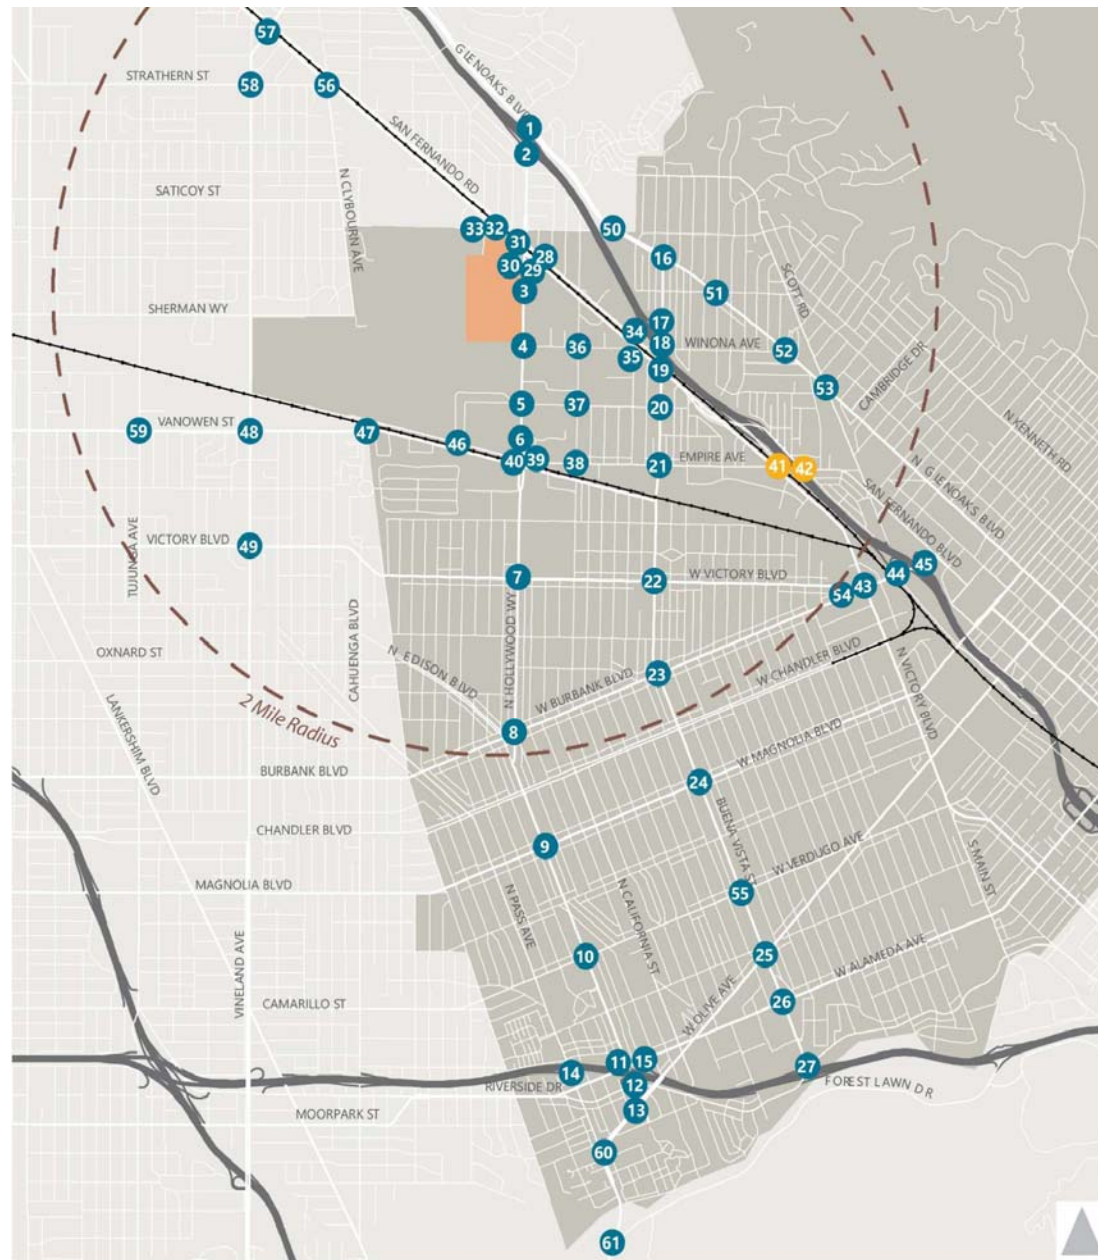 57
GLENOAKS BLVD
STRATHERN ST
58
56
1
SAN FERNANDO RD
2
N CLYBOURN AVE
SATICOY ST
33
32
50
31
28
16
30
29
SCOTT RD
3
51
SHERMAN WY
17
34
4
36
18
WINONA AVE
35
52
19
CAMBRIDGE DR
53
5
37
20
N KENNETH RD
VANOWEN ST
59
48
47
46
6
40
39
38
21
EMPIRE AVE
41
42
N GLENOAKS BLVD
SAN FERNANDO BLVD
TUJUNGA AVE
VICTORY BLVD
49
7
22
W VICTORY BLVD
45
44
43
54
CAHUENGA BLVD
N HOLLYWOOD WY
OXNARD ST
N EDISON BLVD
W BURBANK BLVD
23
W CHANDLER BLVD
N VICTORY BLVD
LANKERSHIM BLVD
2 Mile Radius
8
W MAGNOLIA BLVD
BURBANK BLVD
24
CHANDLER BLVD
9
BUENA VISTA ST
W VERDUGO AVE
S MAIN ST
MAGNOLIA BLVD
55
N PASS AVE
N CALIFORNIA ST
VINELAND AVE
10
25
W ALAMEDA AVE
CAMARILLO ST
W OLIVE AVE
26
11
15
27
14
RIVERSIDE DR
12
FOREST LAWN DR
MOORPARK ST
13
60
61